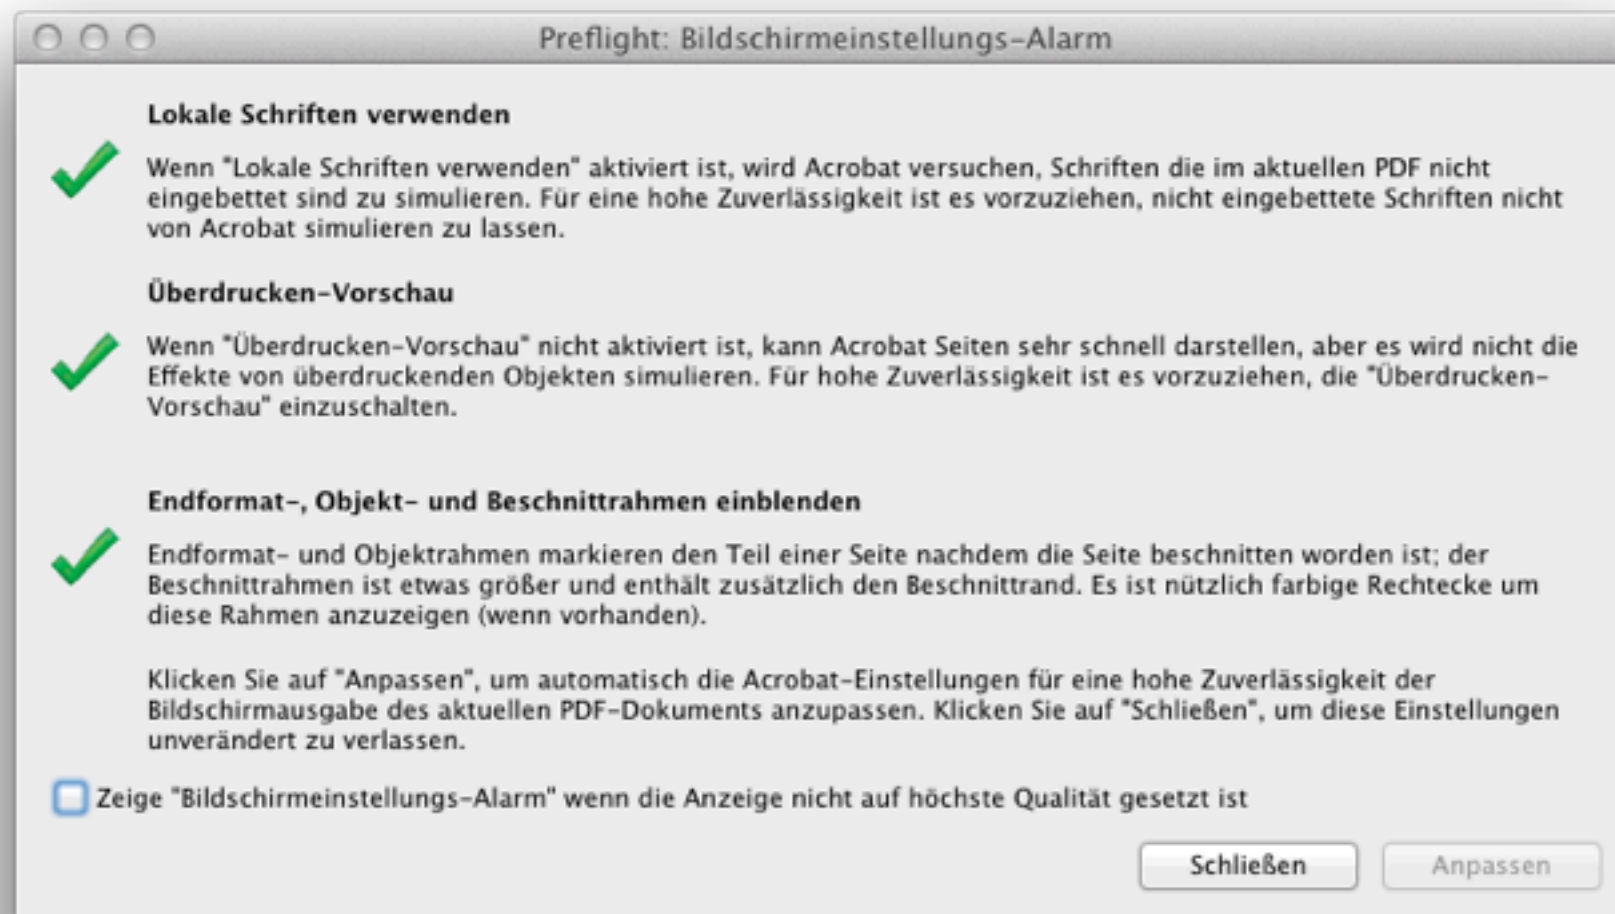 Preflight: Bildschirmeinstellungs-Alarm
Lokale Schriften verwenden
Wenn "Lokale Schriften verwenden" aktiviert ist, wird Acrobat versuchen, Schriften die im aktuellen PDF nicht
eingebettet sind zu simulieren. Für eine hohe Zuverlässigkeit ist es vorzuziehen, nicht eingebettete Schriften nicht
von Acrobat simulieren zu lassen.
Überdrucken-Vorschau
Wenn "Überdrucken-Vorschau" nicht aktiviert ist, kann Acrobat Seiten sehr schnell darstellen, aber es wird nicht die
Effekte von überdruckenden Objekten simulieren. Für hohe Zuverlässigkeit ist es vorzuziehen, die "Überdrucken-
Vorschau" einzuschalten.
Endformat-, Objekt- und Beschnittrahmen einblenden
Endformat- und Objektrahmen markieren den Teil einer Seite nachdem die Seite beschnitten worden ist; der
Beschnittrahmen ist etwas größer und enthält zusätzlich den Beschnittrand. Es ist nützlich farbige Rechtecke um
diese Rahmen anzuzeigen (wenn vorhanden).
Klicken Sie auf "Anpassen", um automatisch die Acrobat-Einstellungen für eine hohe Zuverlässigkeit der
Bildschirmausgabe des aktuellen PDF-Dokuments anzupassen. Klicken Sie auf "Schließen", um diese Einstellungen
unverändert zu verlassen.
Zeige "Bildschirmeinstellungs-Alarm" wenn die Anzeige nicht auf höchste Qualität gesetzt ist
Schließen
Anpassen